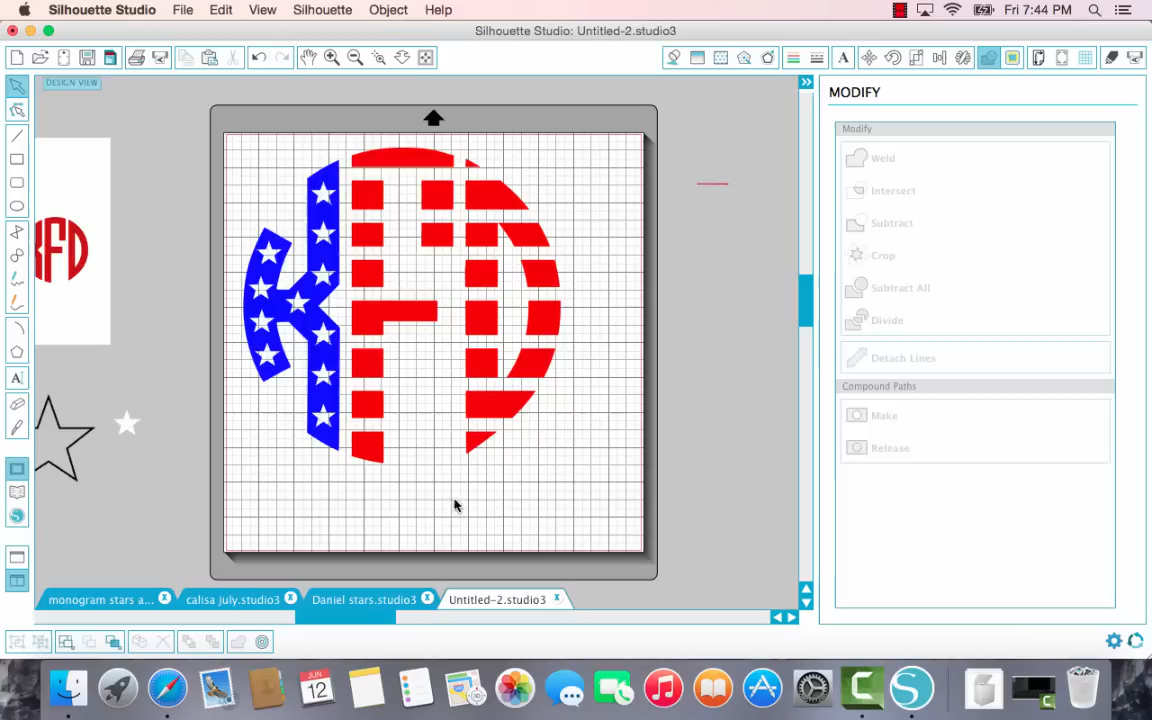 Silhouette Studio File Edit View Silhouette Object Help Fri 7:44 PM
Silhouette Studio: Untitled-2.studio3
DESIGN VIEW
MODIFY
Modify
Weld
Intersect
Subtract
Crop
Subtract All
Divide
Detach Lines
Compound Paths
Make
Release
KFD
monogram stars a... calisa july.studio3 Daniel stars.studio3 Untitled-2.studio3
JUN
12